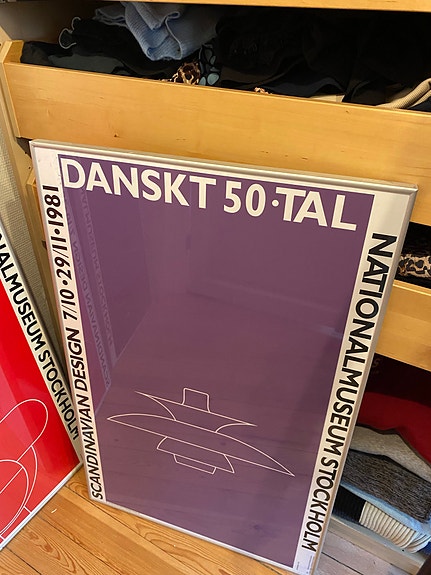 DANSKT 50·TAL
SCANDINAVIAN DESIGN 7/10·29/11·1981
NATIONALMUSEUM STOCKHOLM
NALMUSEUM STOCKHOLM